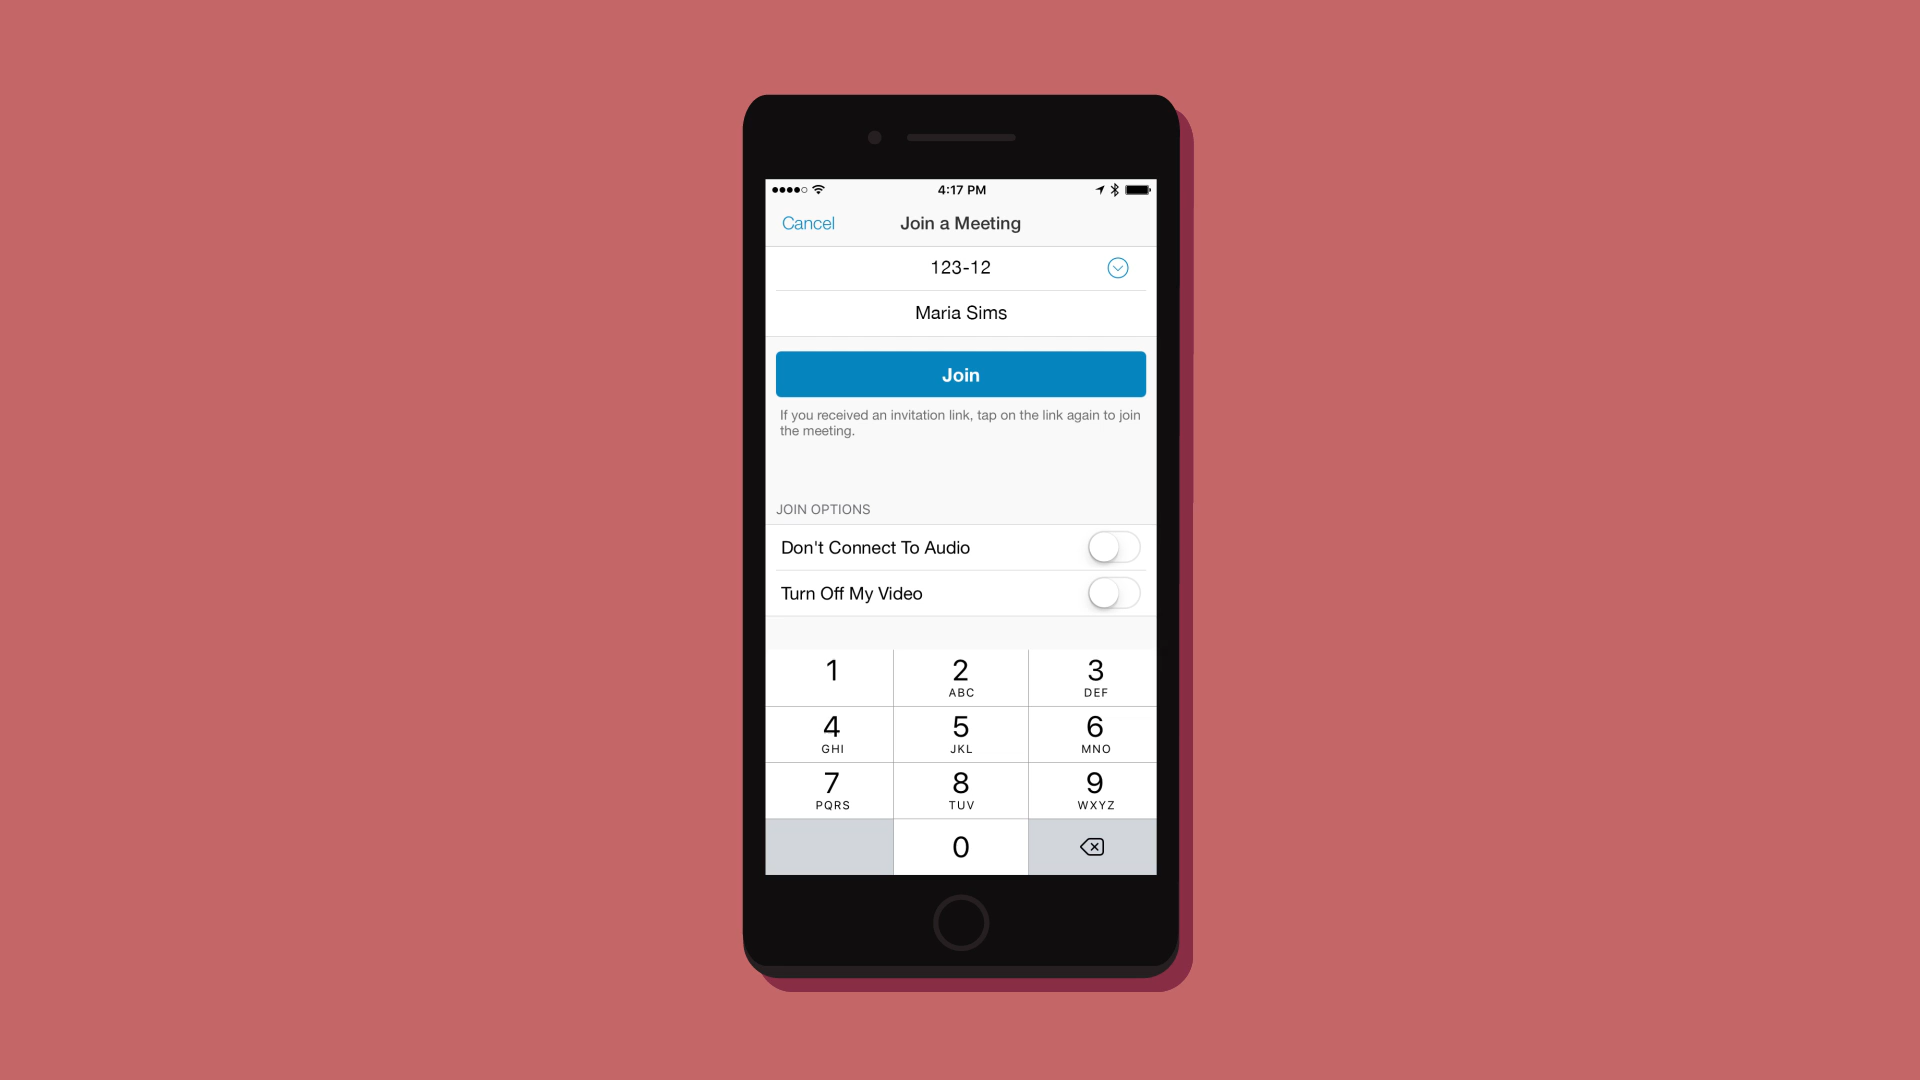 4:17 PM
Cancel Join a Meeting
123-12
Maria Sims
Join
If you received an invitation link, tap on the link again to join
the meeting.
JOIN OPTIONS
Don't Connect To Audio
Turn Off My Video
1 2 3
ABC DEF
4 5 6
GHI JKL MNO
7 8 9
PQRS TUV WXYZ
0